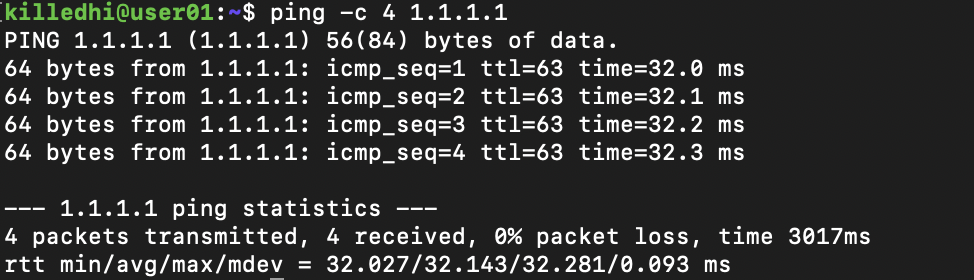 killedhi@user01:~$ ping -c 4 1.1.1.1
PING 1.1.1.1 (1.1.1.1) 56(84) bytes of data.
64 bytes from 1.1.1.1: icmp_seq=1 ttl=63 time=32.0 ms
64 bytes from 1.1.1.1: icmp_seq=2 ttl=63 time=32.1 ms
64 bytes from 1.1.1.1: icmp_seq=3 ttl=63 time=32.2 ms
64 bytes from 1.1.1.1: icmp_seq=4 ttl=63 time=32.3 ms
--- 1.1.1.1 ping statistics ---
4 packets transmitted, 4 received, 0% packet loss, time 3017ms
rtt min/avg/max/mdev = 32.027/32.143/32.281/0.093 ms